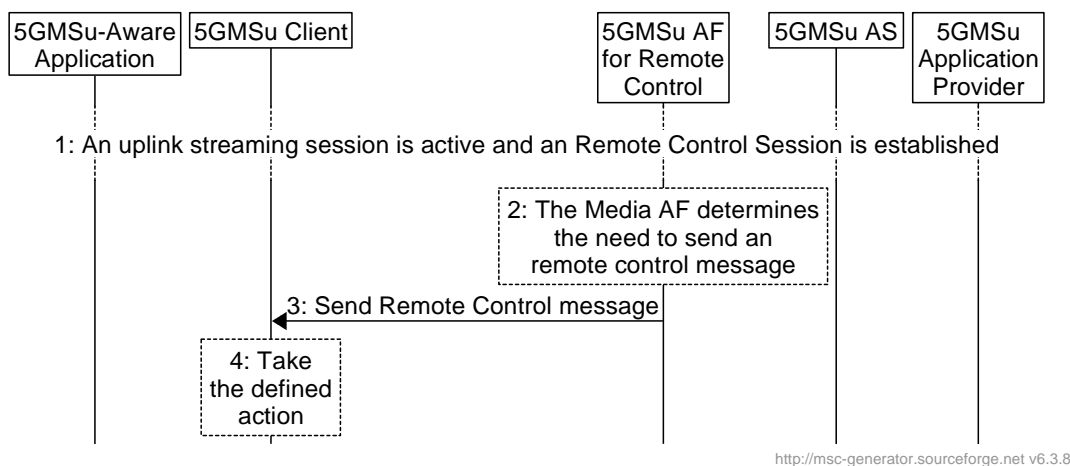 5GMSu-Aware
Application
5GMSu Client
5GMSu AF
for Remote
Control
5GMSu AS
5GMSu
Application
Provider
1: An uplink streaming session is active and an Remote Control Session is established
2: The Media AF determines
the need to send an
remote control message
3: Send Remote Control message
4: Take
the defined
action
http://msc-generator.sourceforge.net v6.3.8